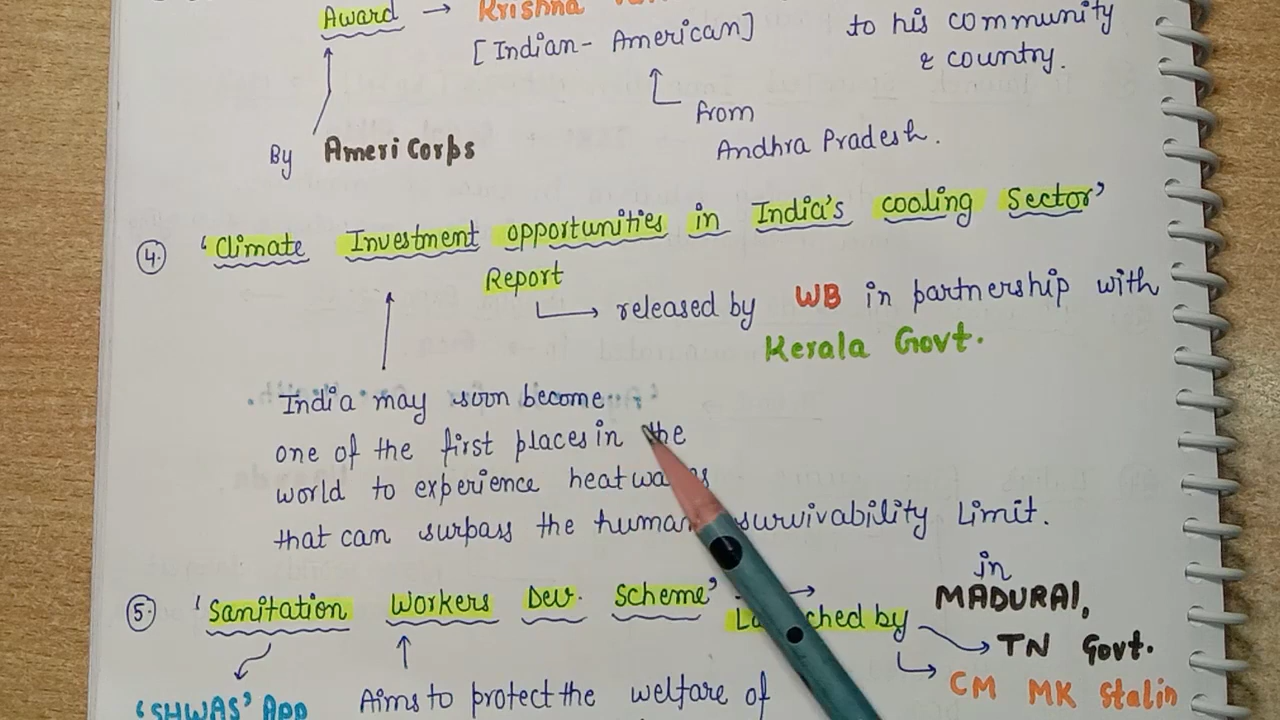 Award → Krishna
[Indian- American]
to his community
& country.
from
Andhra Pradesh.
By AmeriCorps
④ 'Climate Investment opportunities in India's cooling Sector'
Report
→ released by WB in partnership with
Kerala Govt.
India may soon become
one of the first places in the
world to experience heatwaves
that can surpass the human survivability Limit.
⑤ 'Sanitation Workers Dev. Scheme' → Launched by
in
MADURAI,
TN Govt.
CM MK Stalin
'SHWAS' App
Aims to protect the welfare of